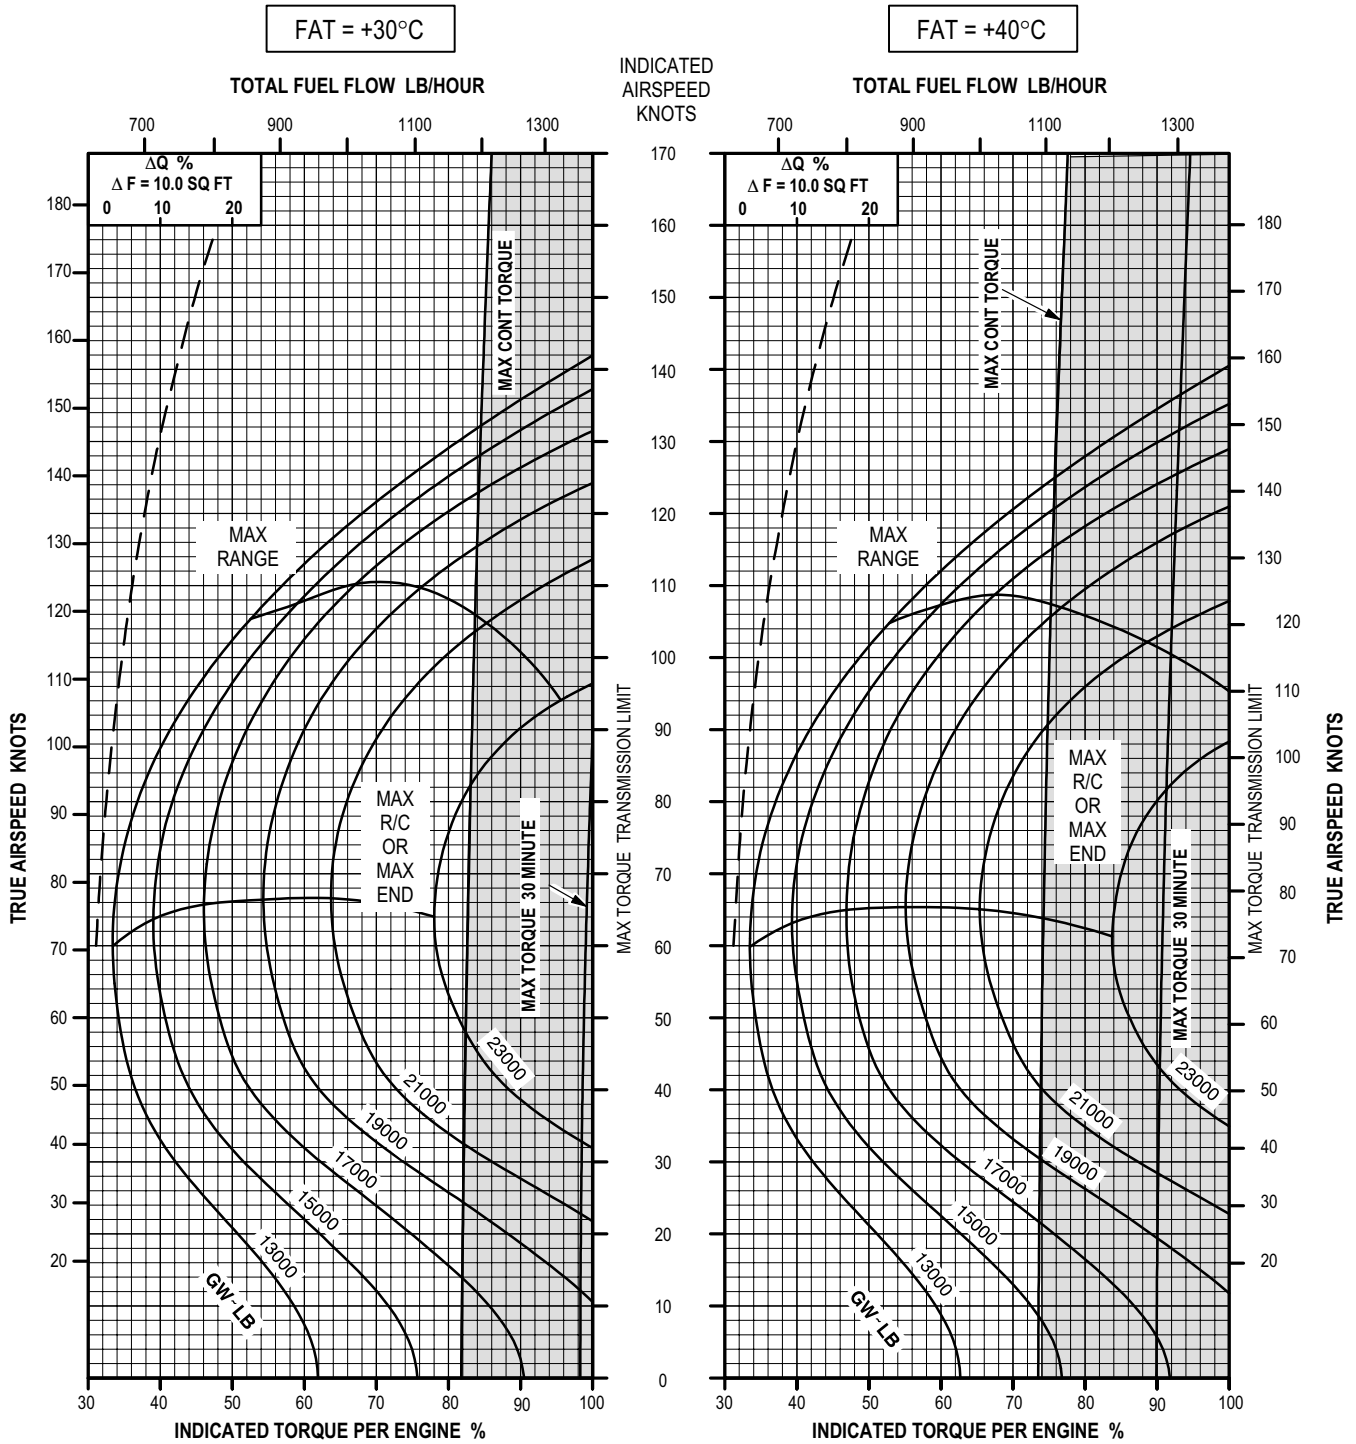 FAT = +30°C
FAT = +40°C
TOTAL FUEL FLOW LB/HOUR
INDICATED
AIRSPEED
KNOTS
TOTAL FUEL FLOW LB/HOUR
700 900 1100 1300
700 900 1100 1300
ΔQ %
Δ F = 10.0 SQ FT
0 10 20
ΔQ %
Δ F = 10.0 SQ FT
0 10 20
TRUE AIRSPEED KNOTS
180
170
160
150
140
130
120
110
100
90
80
70
60
50
40
30
20
MAX CONT TORQUE
MAX
RANGE
MAX
R/C
OR
MAX
END
MAX TORQUE 30 MINUTE
23000
21000
19000
17000
15000
13000
GW~LB
30 40 50 60 70 80 90 100
INDICATED TORQUE PER ENGINE %
MAX TORQUE TRANSMISSION LIMIT
170
160
150
140
130
120
110
100
90
80
70
60
50
40
30
20
10
0
MAX CONT TORQUE
MAX
RANGE
MAX
R/C
OR
MAX
END
MAX TORQUE 30 MINUTE
23000
21000
19000
17000
15000
13000
GW~LB
30 40 50 60 70 80 90 100
INDICATED TORQUE PER ENGINE %
MAX TORQUE TRANSMISSION LIMIT
180
170
160
150
140
130
120
110
100
90
80
70
60
50
40
30
20
TRUE AIRSPEED KNOTS